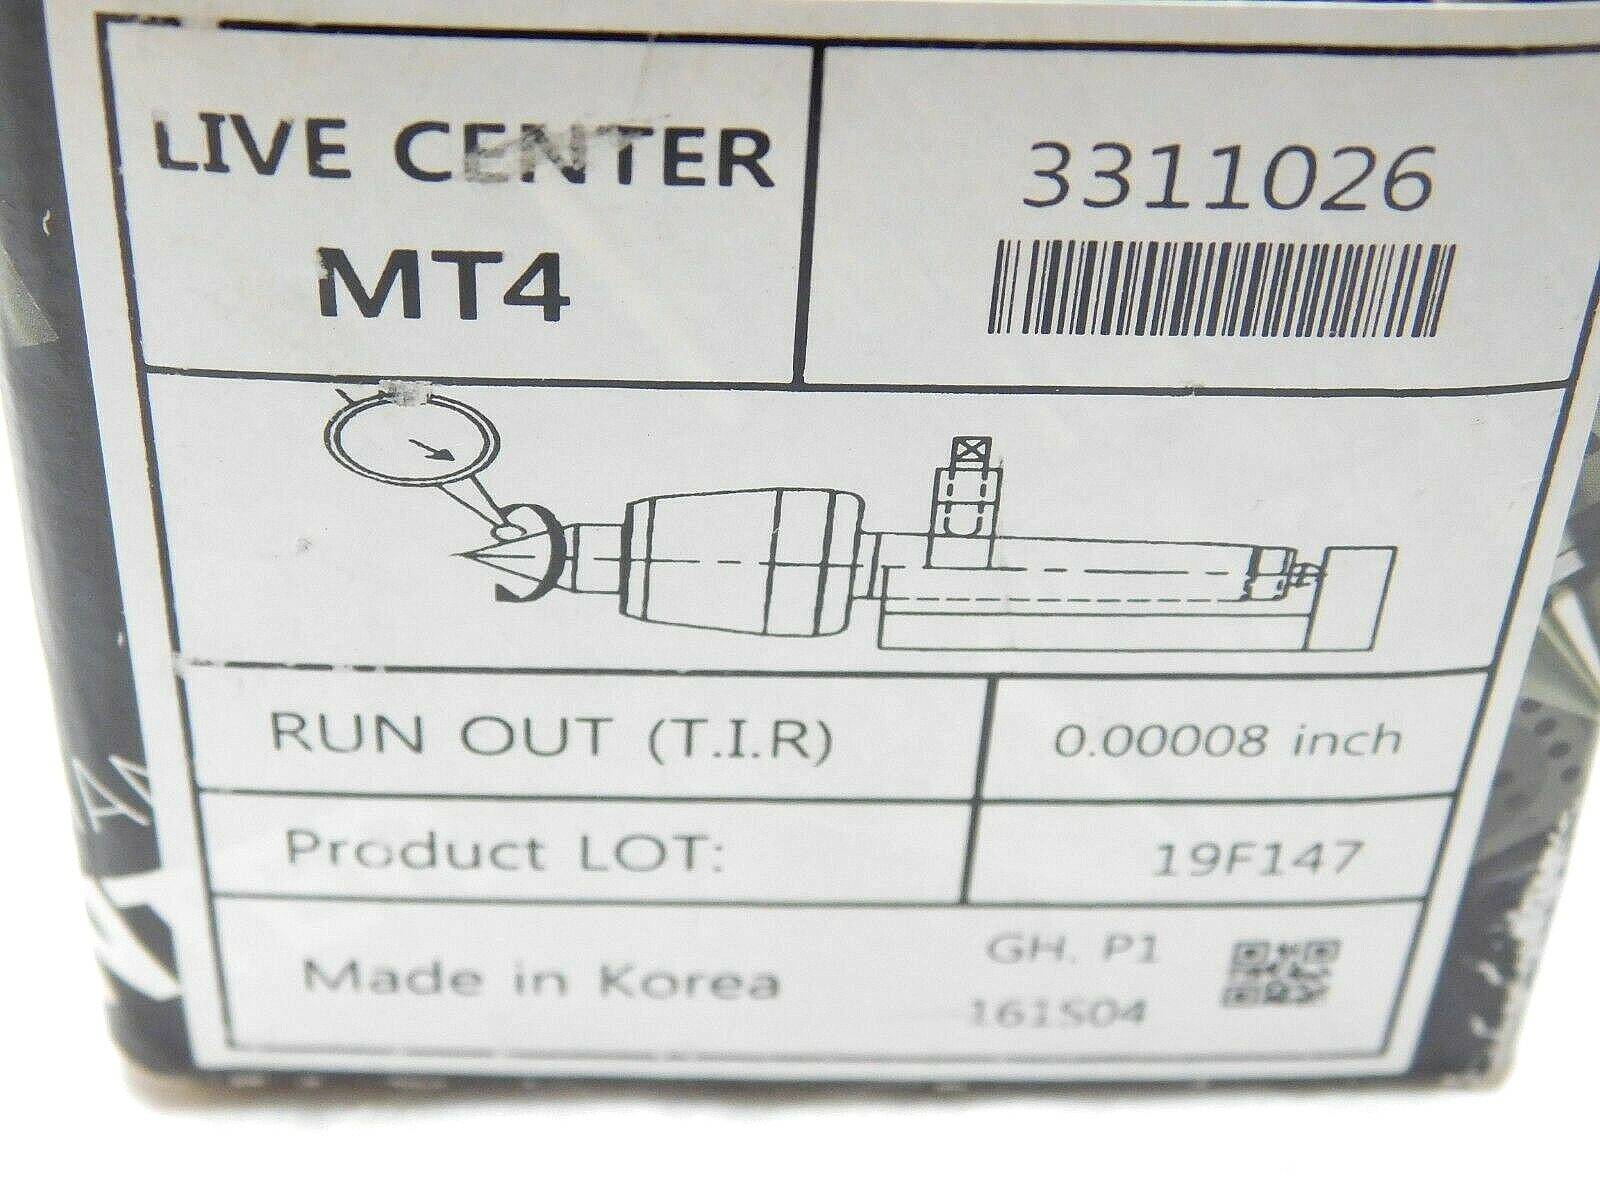 LIVE CENTER
MT4
3311026
RUN OUT (T.I.R)
0.00008 inch
Product LOT:
19F147
Made in Korea
GH. P1
161S04